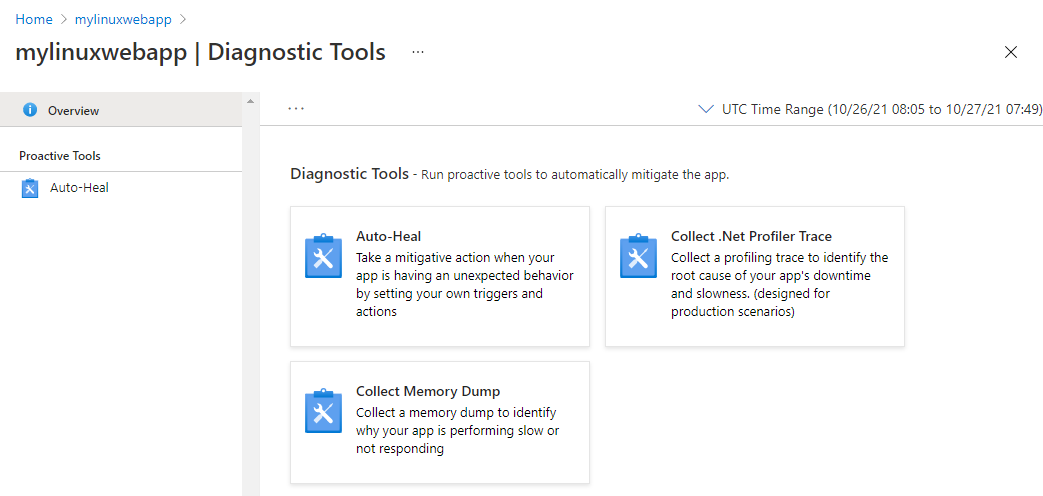 Home > mylinuxwebapp >
mylinuxwebapp | Diagnostic Tools ...
Overview
... UTC Time Range (10/26/21 08:05 to 10/27/21 07:49)
Proactive Tools
Auto-Heal
Diagnostic Tools - Run proactive tools to automatically mitigate the app.
Auto-Heal
Take a mitigative action when your
app is having an unexpected behavior
by setting your own triggers and
actions
Collect .Net Profiler Trace
Collect a profiling trace to identify the
root cause of your app's downtime
and slowness. (designed for
production scenarios)
Collect Memory Dump
Collect a memory dump to identify
why your app is performing slow or
not responding